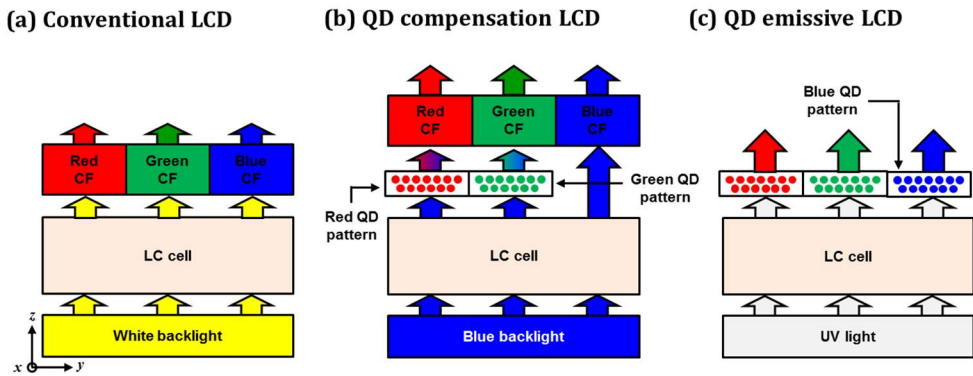 (a) Conventional LCD
Red
CF
Green
CF
Blue
CF
LC cell
White backlight
z
x
y
(b) QD compensation LCD
Red
CF
Green
CF
Blue
CF
Red QD
pattern
Green QD
pattern
LC cell
Blue backlight
(c) QD emissive LCD
Blue QD
pattern
LC cell
UV light